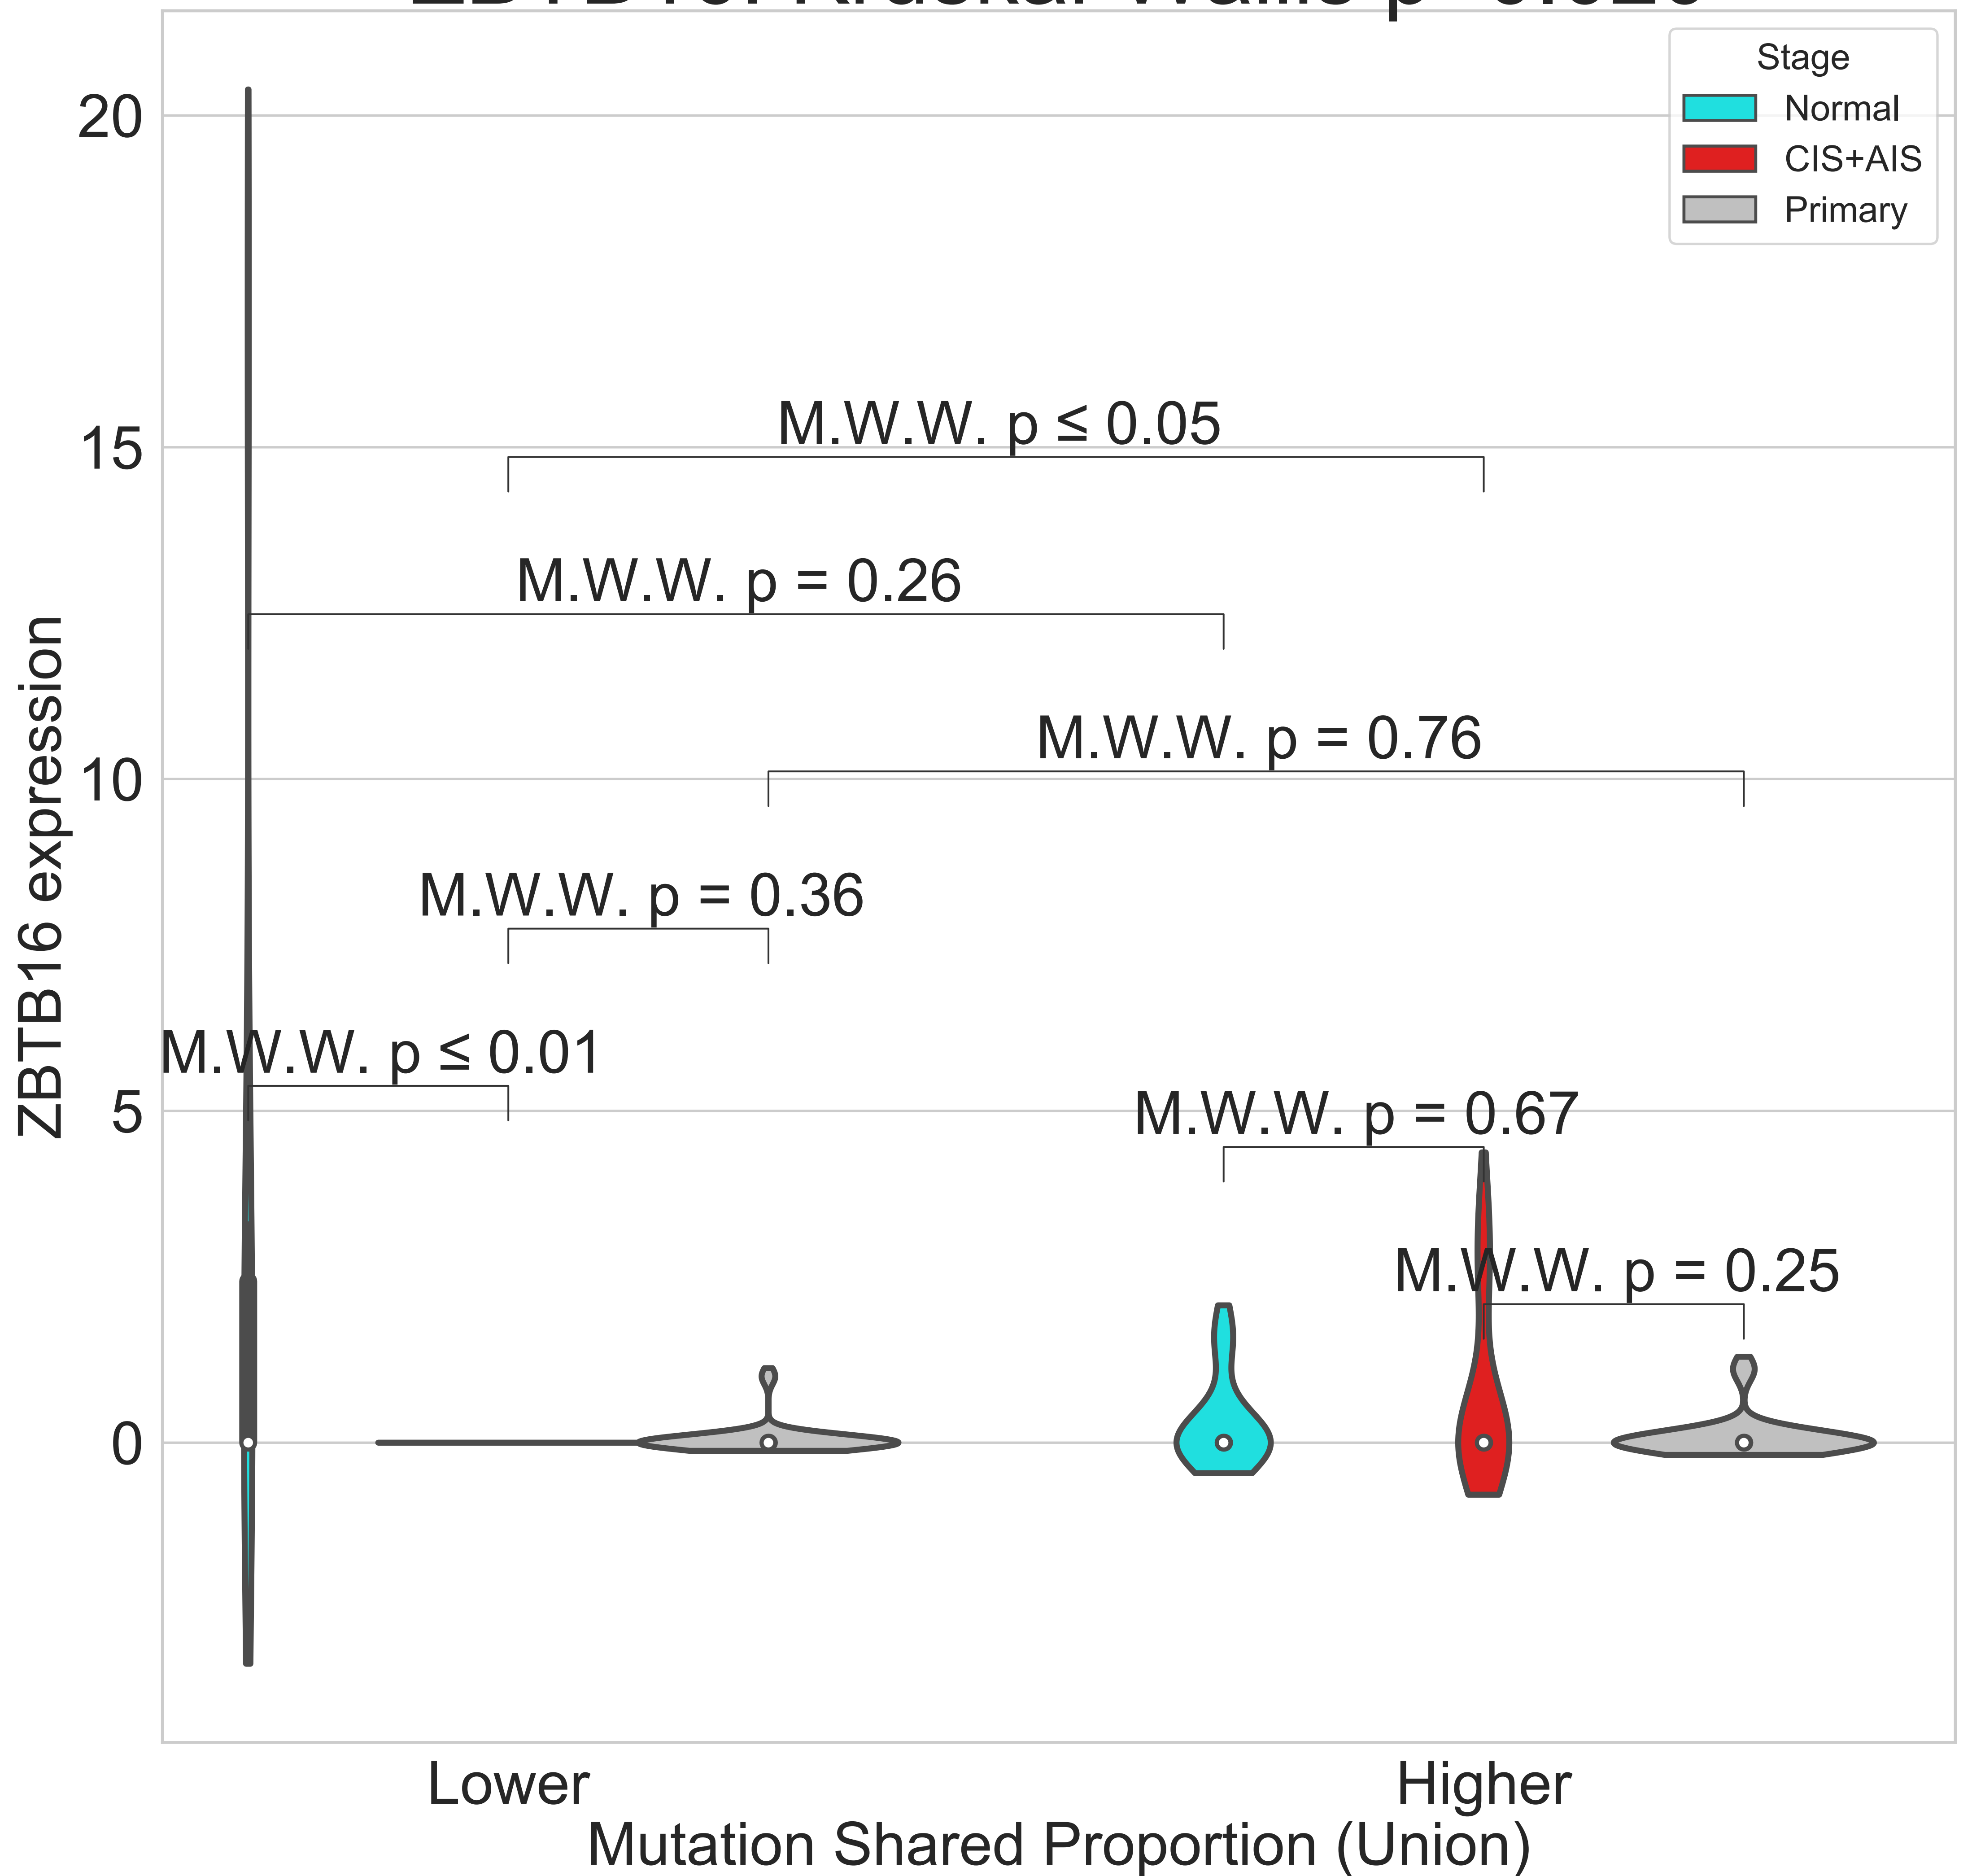 Stage
Normal
CIS+AIS
Primary
20
15
10
5
0
ZBTB16 expression
M.W.W. p ≤ 0.05
M.W.W. p = 0.26
M.W.W. p = 0.76
M.W.W. p = 0.36
M.W.W. p ≤ 0.01
M.W.W. p = 0.67
M.W.W. p = 0.25
Lower
Higher
Mutation Shared Proportion (Union)